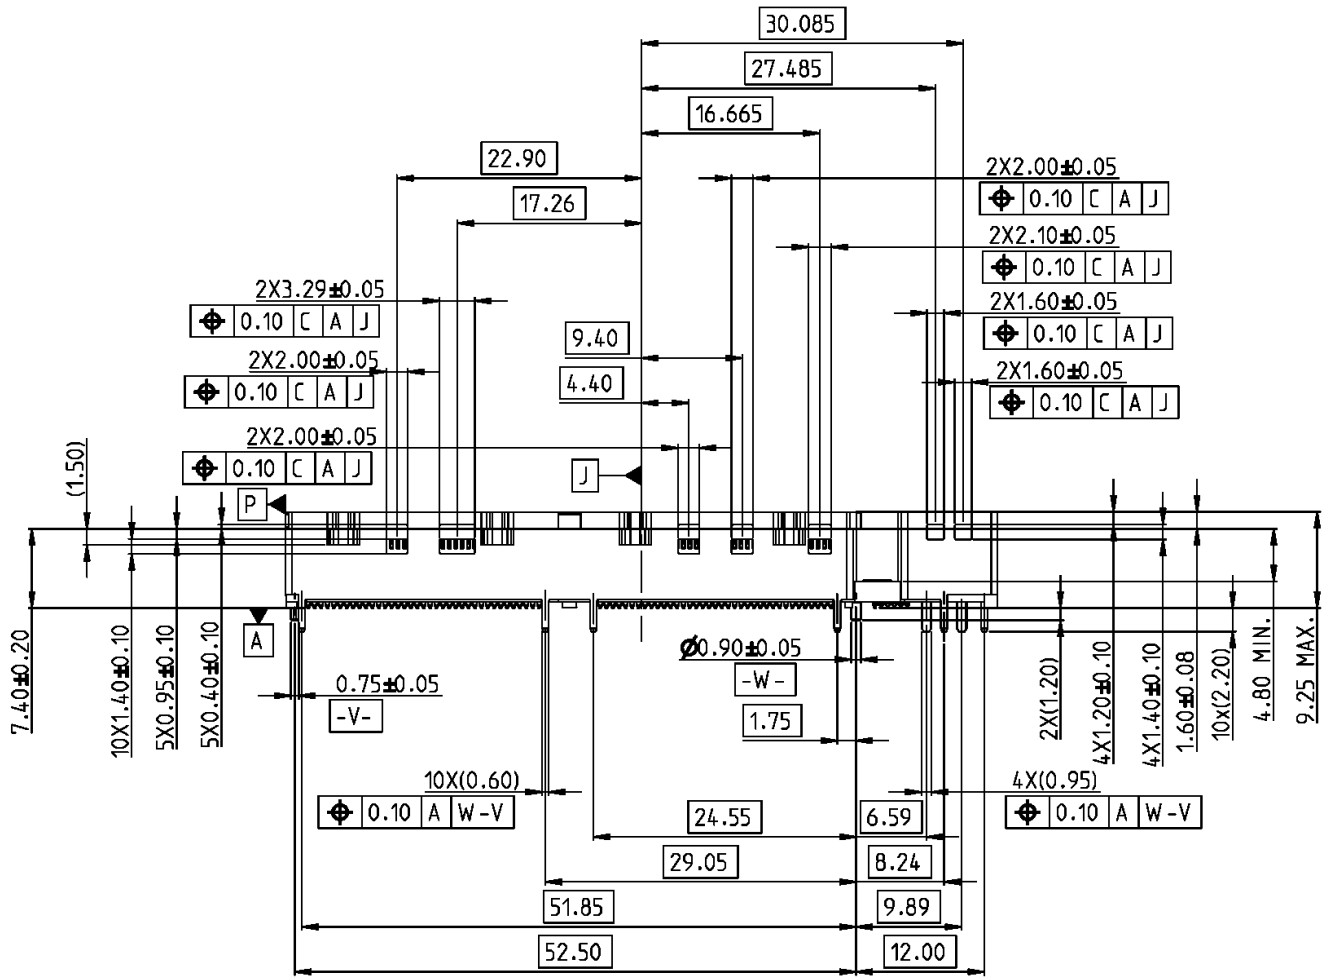 30.085
27.485
16.665
22.90
2X2.00±0.05
⌖ 0.10 C A J
17.26
2X2.10±0.05
⌖ 0.10 C A J
2X3.29±0.05
⌖ 0.10 C A J
2X1.60±0.05
⌖ 0.10 C A J
9.40
2X2.00±0.05
⌖ 0.10 C A J
4.40
2X1.60±0.05
⌖ 0.10 C A J
2X2.00±0.05
⌖ 0.10 C A J
(1.50)
J
P
A
7.40±0.20
10X1.40±0.10
5X0.95±0.10
5X0.40±0.10
Ø0.90±0.05
-W-
0.75±0.05
-V-
1.75
2X(1.20)
4X1.20±0.10
4X1.40±0.10
1.60±0.08
10x(2.20)
4.80 MIN.
9.25 MAX.
10X(0.60)
⌖ 0.10 A W-V
4X(0.95)
⌖ 0.10 A W-V
24.55
6.59
29.05
8.24
51.85
9.89
52.50
12.00